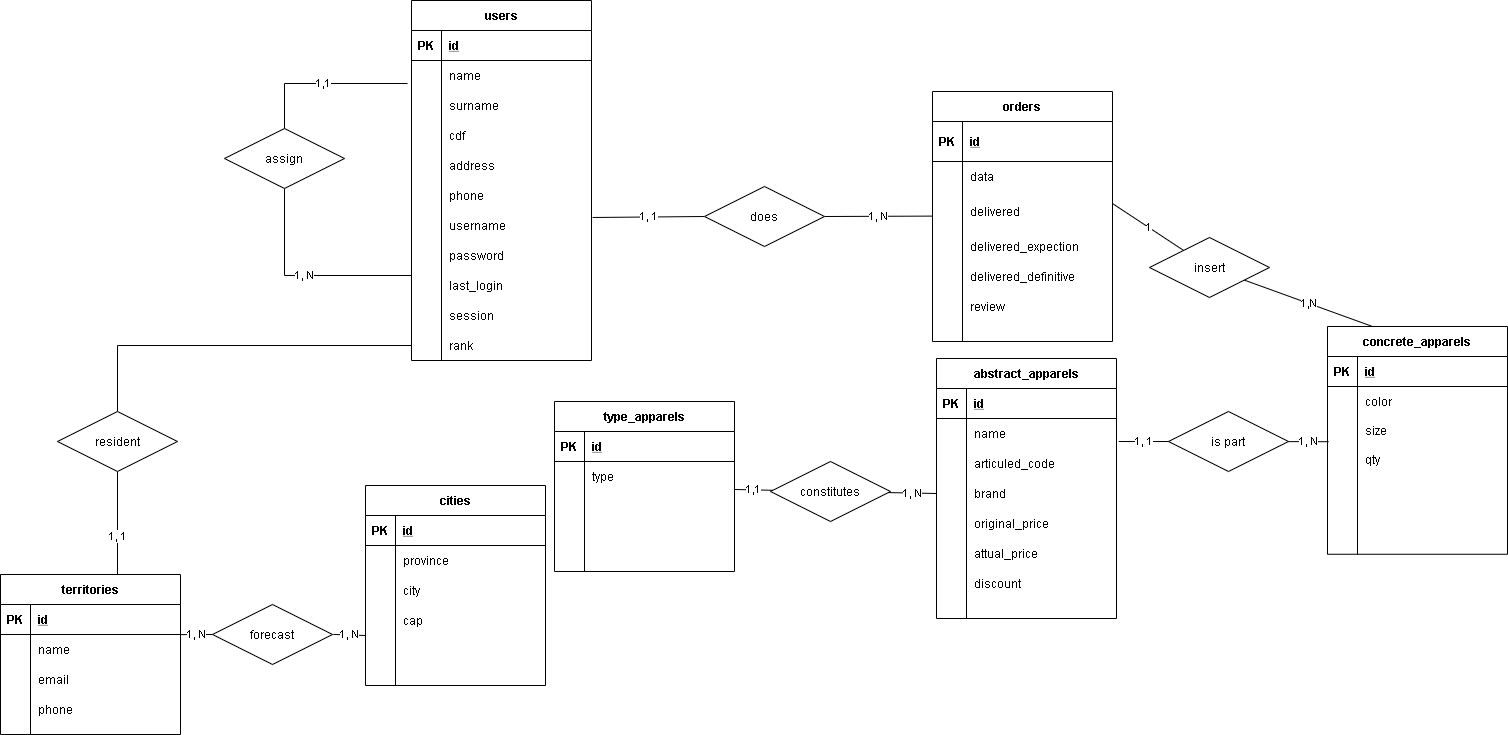 users
PK id
name
surname
cdf
address
phone
username
password
last_login
session
rank
1,1
assign
1, N
1, 1
does
1, N
orders
PK id
data
delivered
delivered_expection
delivered_definitive
review
1
insert
1,N
concrete_apparels
PK id
color
size
qty
abstract_apparels
PK id
name
articuled_code
brand
original_price
attual_price
discount
1,1
is part
1, N
type_apparels
PK id
type
1,1
constitutes
1, N
resident
1, 1
cities
PK id
province
city
cap
territories
PK id
name
email
phone
1, N
forecast
1, N